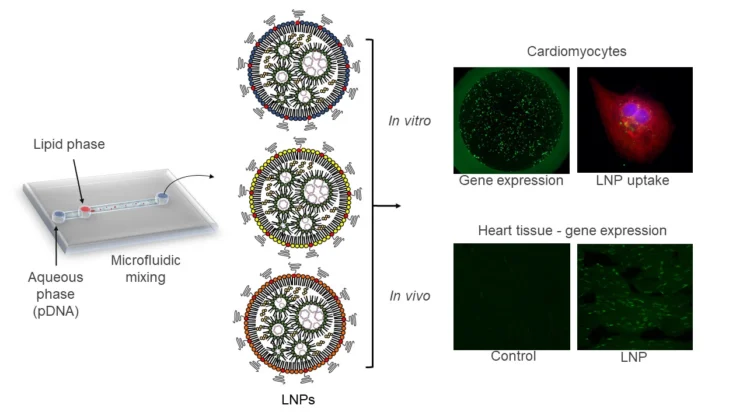 Cardiomyocytes
In vitro
Gene expression
LNP uptake
Lipid phase
Aqueous
phase
(pDNA)
Microfluidic
mixing
Heart tissue - gene expression
In vivo
Control
LNP
LNPs